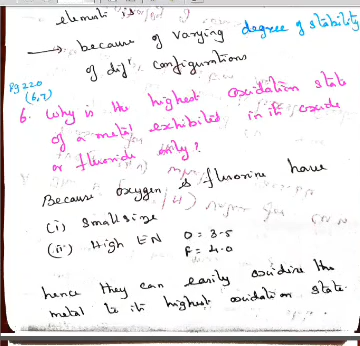 elements is
→ because of varying degree of stability
of diff. configurations
Pg 220
(6,7)
6. Why is the highest oxidation state
of a metal exhibited in its oxide
or fluoride only?
Because oxygen & fluorine have
(i) Small size
(ii) High EN O = 3.5
F = 4.0
hence they can easily oxidise the
metal to its highest oxidation state.